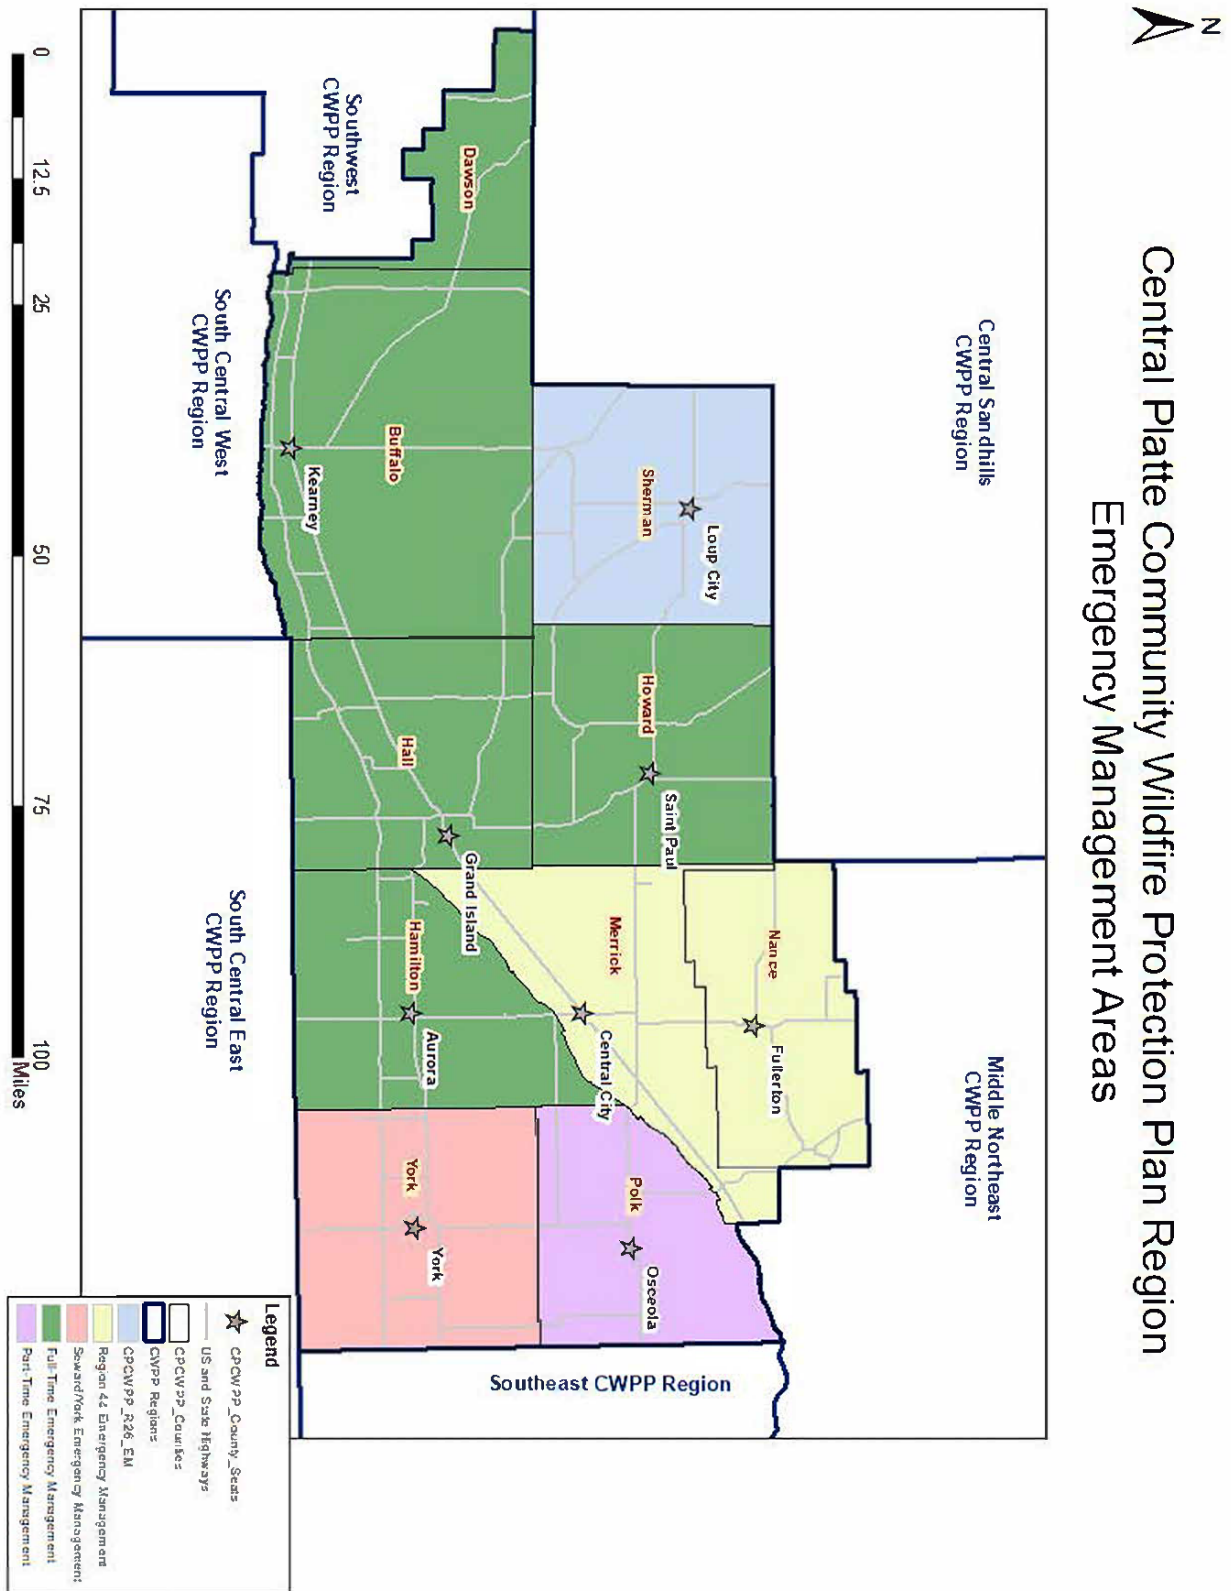 Central Platte Community Wildfire Protection Plan Region
Emergency Management Areas
N
Central Sandhills
CWPP Region
Middle Northeast
CWPP Region
Loup City
Sherman
Howard
Saint Paul
Nance
Fullerton
Merrick
Central City
Polk
Osceola
Dawson
Buffalo
Kearney
Hall
Grand Island
Hamilton
Aurora
York
York
Southeast CWPP Region
Southwest
CWPP Region
South Central West
CWPP Region
South Central East
CWPP Region
Legend
CPCWPP_County_Seats
US and State Highways
CPCWPP_Counties
CWPP Regions
CPCWPP_R26_EM
Region 44 Emergency Management
Seward/York Emergency Management
Full-Time Emergency Management
Part-Time Emergency Management
0 12.5 25 50 75 100
Miles